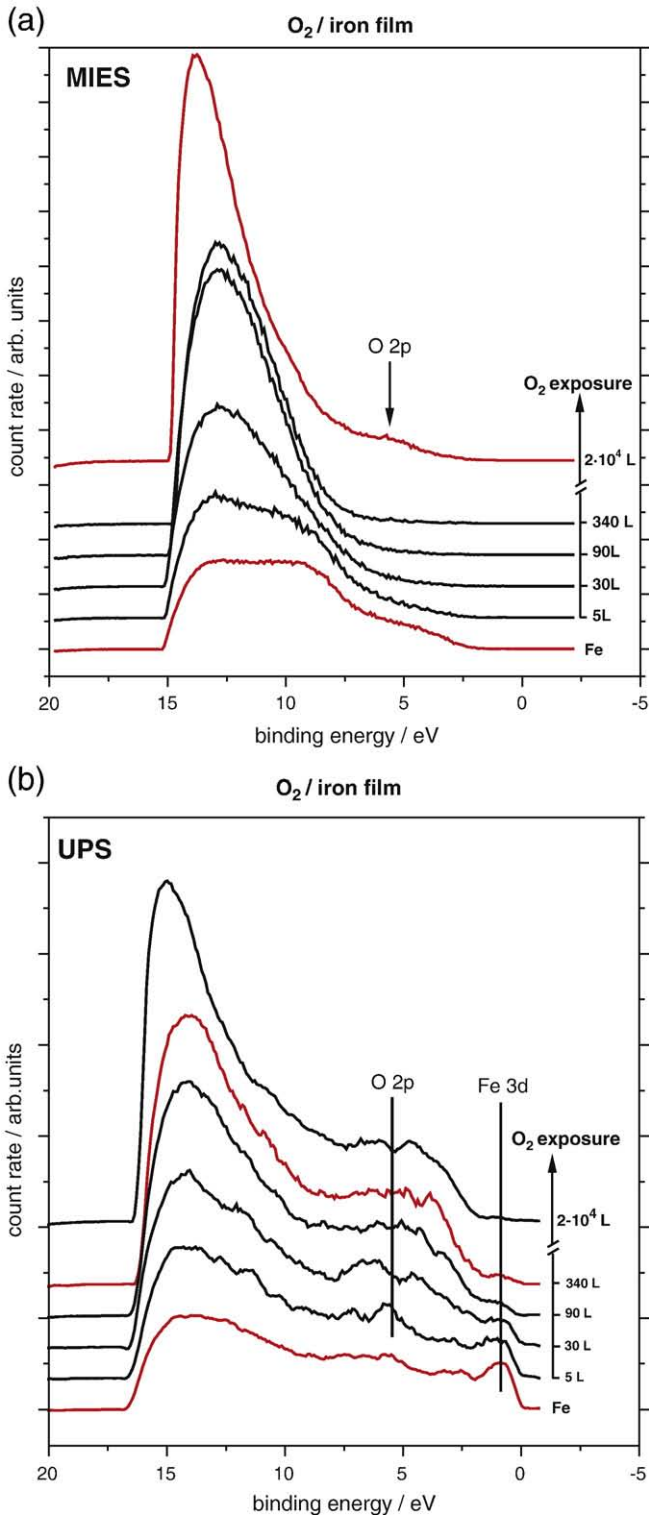 (a)
O₂ / iron film
MIES
O 2p
O₂ exposure
2·10⁴ L
340 L
90L
30L
5L
Fe
count rate / arb. units
20 15 10 5 0 -5
binding energy / eV
(b)
O₂ / iron film
UPS
O 2p
Fe 3d
O₂ exposure
2·10⁴ L
340 L
90 L
30 L
5 L
Fe
count rate / arb.units
20 15 10 5 0 -5
binding energy / eV